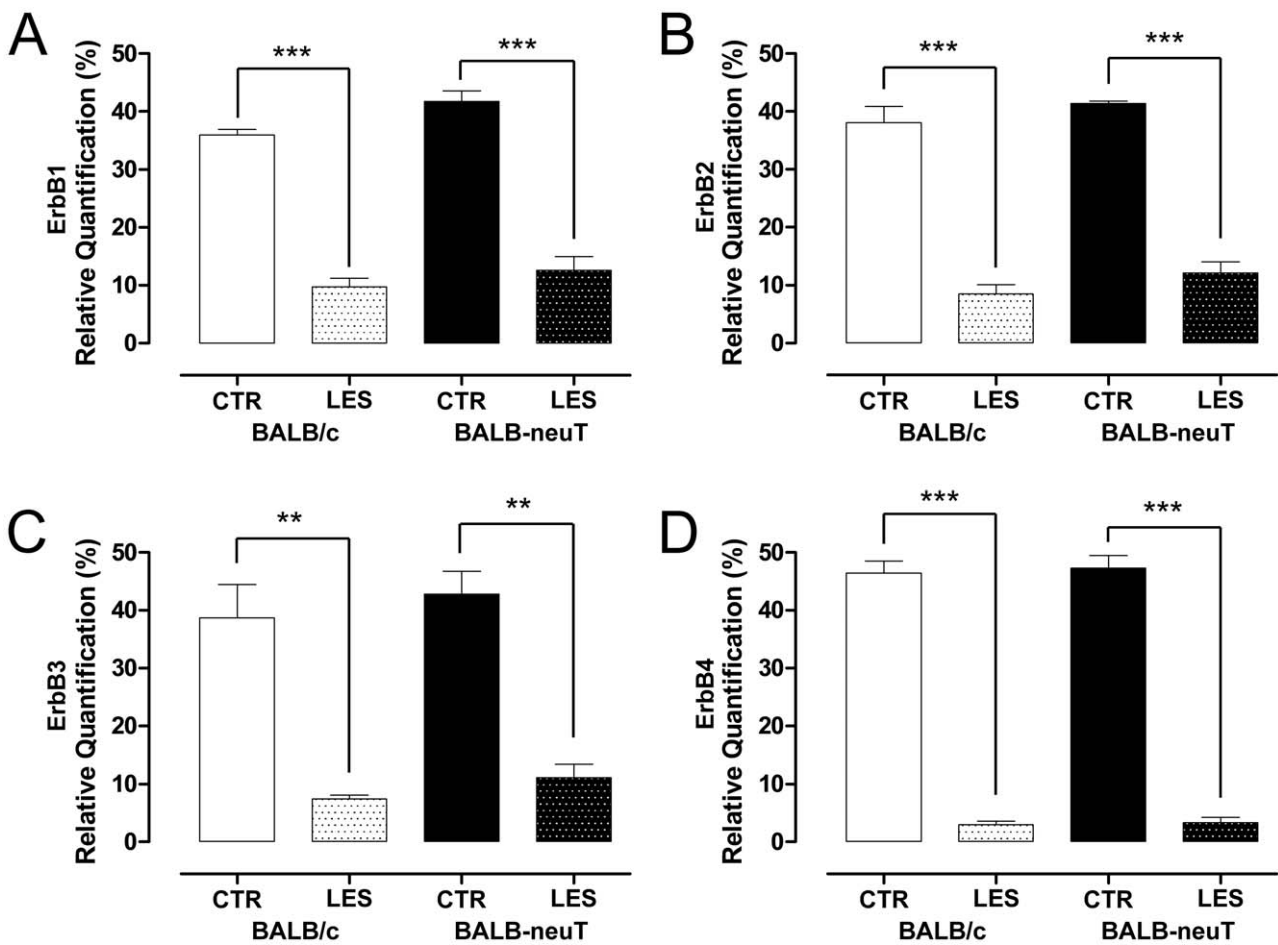 A
ErbB1
Relative Quantification (%)
50
40
30
20
10
0
***
***
CTR LES CTR LES
BALB/c BALB-neuT
B
ErbB2
Relative Quantification (%)
50
40
30
20
10
0
***
***
CTR LES CTR LES
BALB/c BALB-neuT
C
ErbB3
Relative Quantification (%)
50
40
30
20
10
0
**
**
CTR LES CTR LES
BALB/c BALB-neuT
D
ErbB4
Relative Quantification (%)
50
40
30
20
10
0
***
***
CTR LES CTR LES
BALB/c BALB-neuT